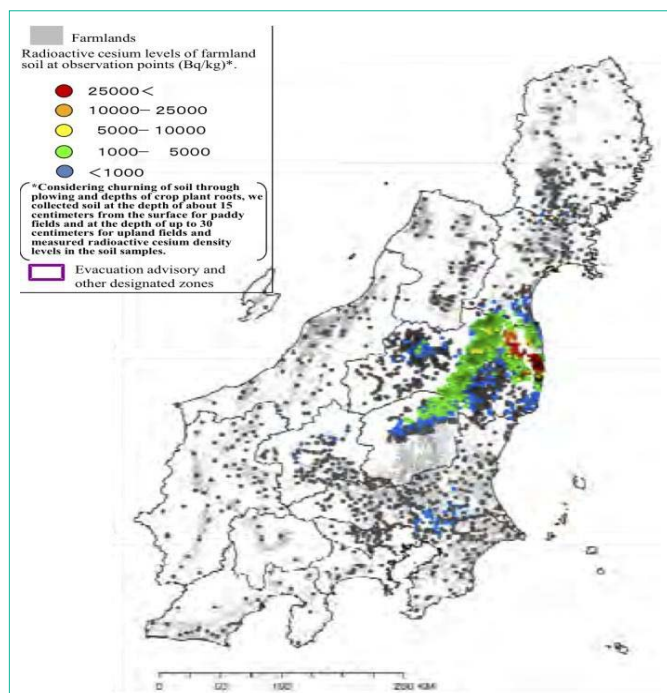 Farmlands
Radioactive cesium levels of farmland
soil at observation points (Bq/kg)*.
25000<
10000− 25000
5000− 10000
1000− 5000
<1000
*Considering churning of soil through
plowing and depths of crop plant roots, we
collected soil at the depth of about 15
centimeters from the surface for paddy
fields and at the depth of up to 30
centimeters for upland fields and
measured radioactive cesium density
levels in the soil samples.
Evacuation advisory and
other designated zones
0 50 100 200 KM